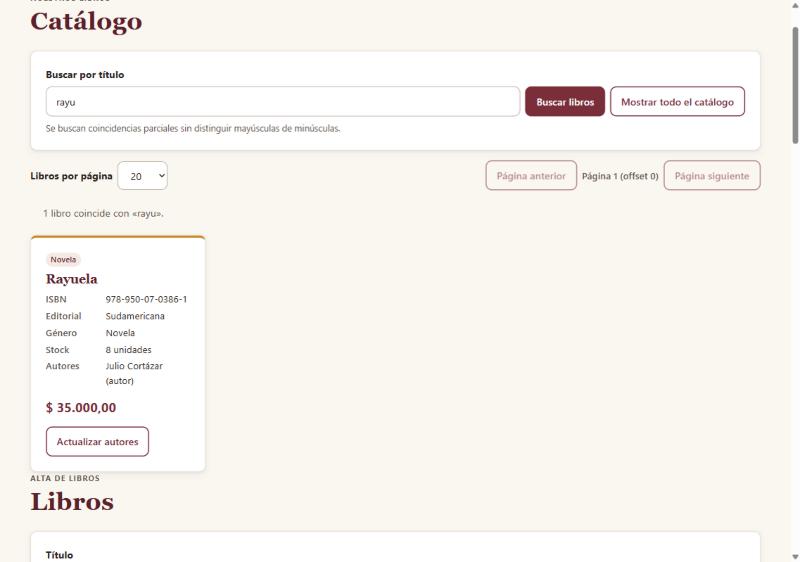 Catálogo
Buscar por título
rayu
Buscar libros
Mostrar todo el catálogo
Se buscan coincidencias parciales sin distinguir mayúsculas de minúsculas.
Libros por página
20
Página anterior
Página 1 (offset 0)
Página siguiente
1 libro coincide con «rayu».
Novela
Rayuela
ISBN 978-950-07-0386-1
Editorial Sudamericana
Género Novela
Stock 8 unidades
Autores Julio Cortázar
(autor)
$ 35.000,00
Actualizar autores
ALTA DE LIBROS
Libros
Título